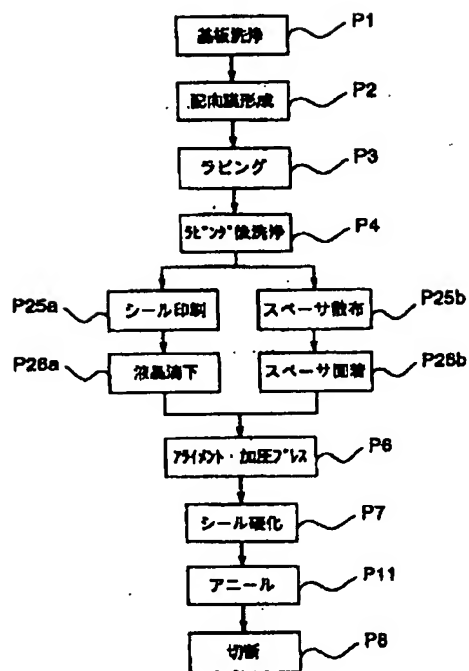 基板洗浄
P1
配向膜形成
P2
ラビング
P3
ラビング後洗浄
P4
P25a
シール印刷
スペーサ散布
P25b
P26a
液晶滴下
スペーサ固着
P26b
アライメント・加圧プレス
P6
シール硬化
P7
アニール
P11
切断
P8